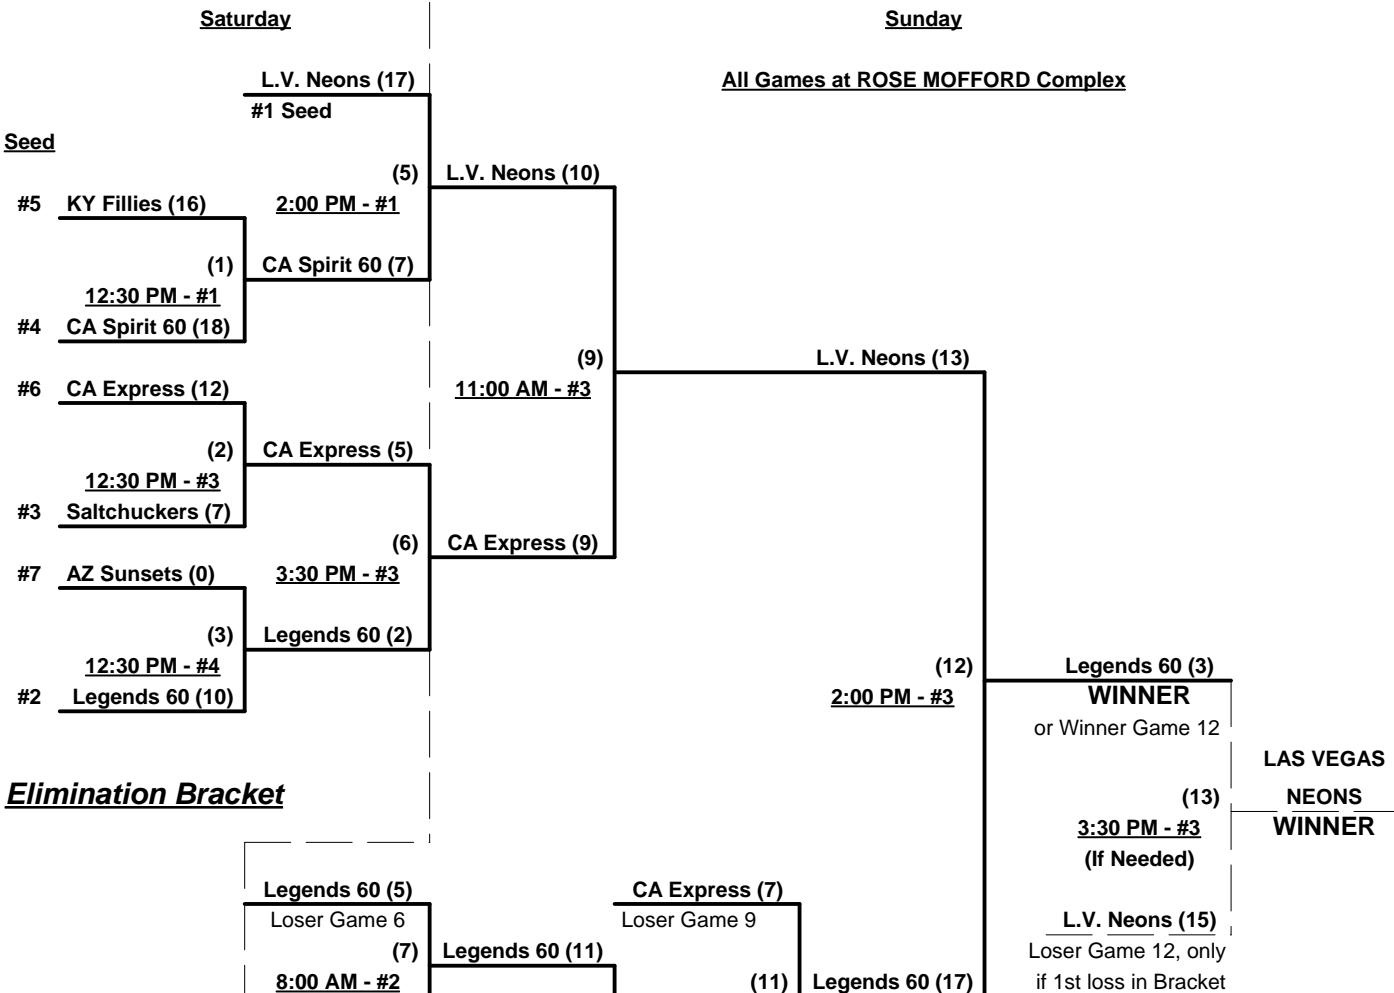 Saturday
Sunday
L.V. Neons (17)
All Games at ROSE MOFFORD Complex
#1 Seed
Seed
(5) L.V. Neons (10)
#5 KY Fillies (16) 2:00 PM - #1
(1) CA Spirit 60 (7)
12:30 PM - #1
#4 CA Spirit 60 (18)
(9) L.V. Neons (13)
#6 CA Express (12) 11:00 AM - #3
(2) CA Express (5)
12:30 PM - #3
#3 Saltchuckers (7)
(6) CA Express (9)
#7 AZ Sunsets (0) 3:30 PM - #3
(3) Legends 60 (2)
12:30 PM - #4 (12) Legends 60 (3)
#2 Legends 60 (10) 2:00 PM - #3 WINNER
or Winner Game 12
LAS VEGAS
Elimination Bracket (13) NEONS
3:30 PM - #3 WINNER
(If Needed)
Legends 60 (5) CA Express (7)
Loser Game 6 Loser Game 9 L.V. Neons (15)
(7) Legends 60 (11) Loser Game 12, only
8:00 AM - #2 (11) Legends 60 (17) if 1st loss in Bracket